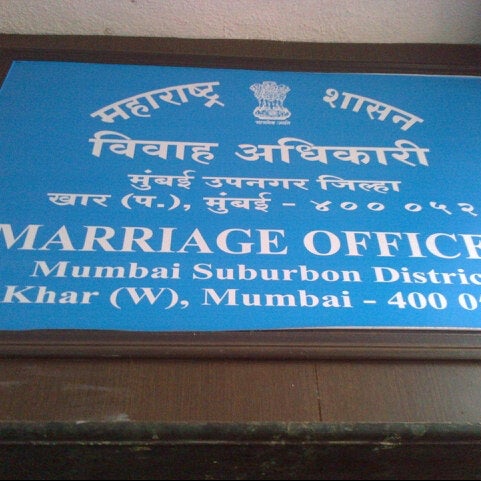 महाराष्ट्र शासन
विवाह अधिकारी
मुंबई उपनगर जिल्हा
खार (प.), मुंबई - ४०० ०५२
MARRIAGE OFFICE
Mumbai Suburbon Distric
Khar (W), Mumbai - 400 0